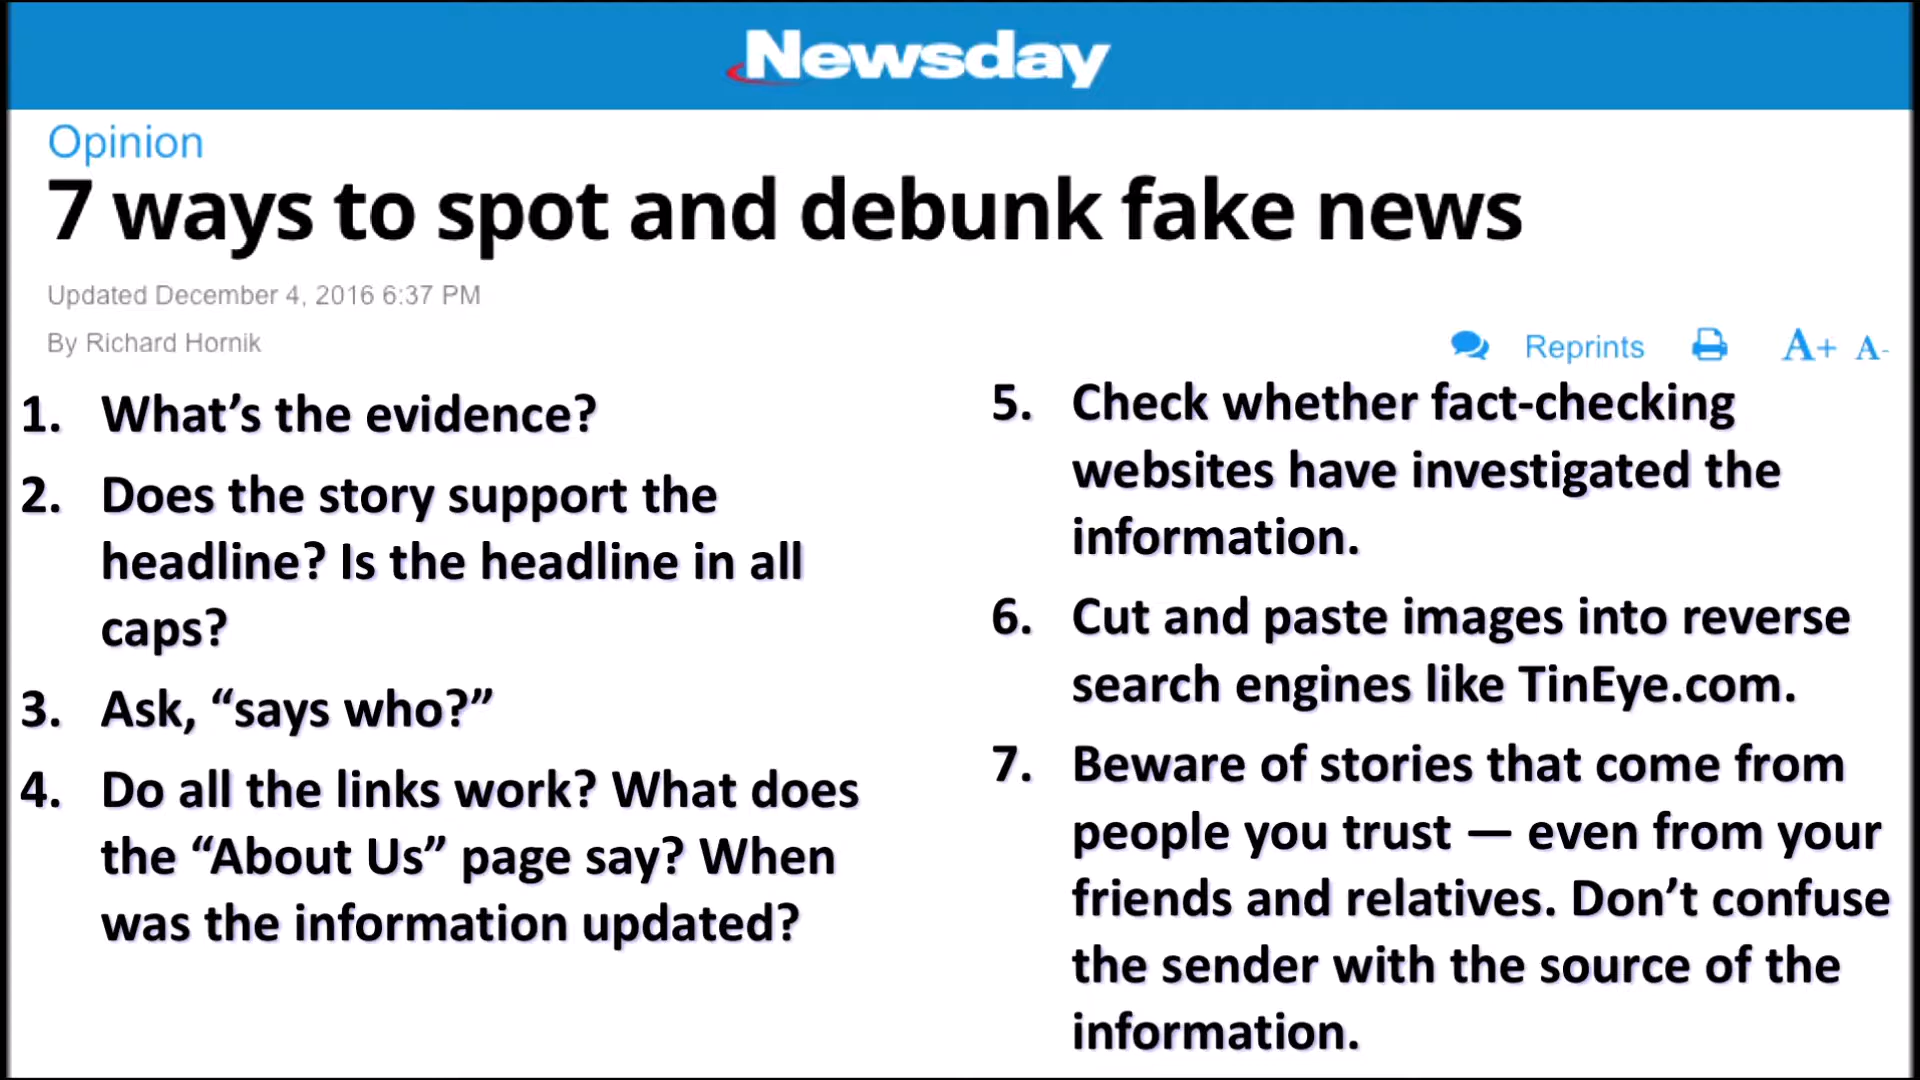 Newsday
Opinion
7 ways to spot and debunk fake news
Updated December 4, 2016 6:37 PM
By Richard Hornik
Reprints
A+ A-
1. What’s the evidence?
2. Does the story support the
headline? Is the headline in all
caps?
3. Ask, “says who?”
4. Do all the links work? What does
the “About Us” page say? When
was the information updated?
5. Check whether fact-checking
websites have investigated the
information.
6. Cut and paste images into reverse
search engines like TinEye.com.
7. Beware of stories that come from
people you trust — even from your
friends and relatives. Don’t confuse
the sender with the source of the
information.